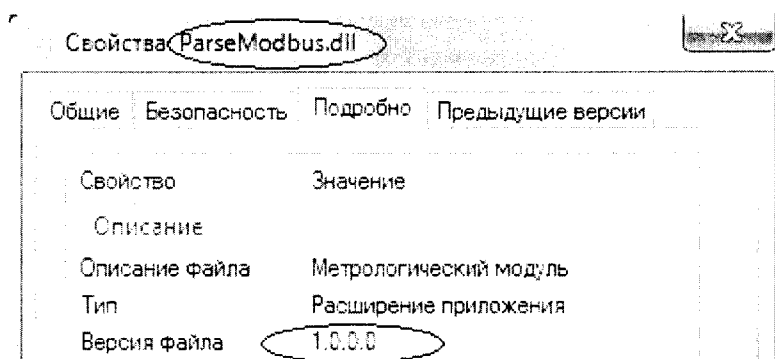 Свойства: ParseModbus.dll
Общие Безопасность Подробно Предыдущие версии
Свойство Значение
Описание
Описание файла Метрологический модуль
Тип Расширение приложения
Версия файла 1.0.0.0